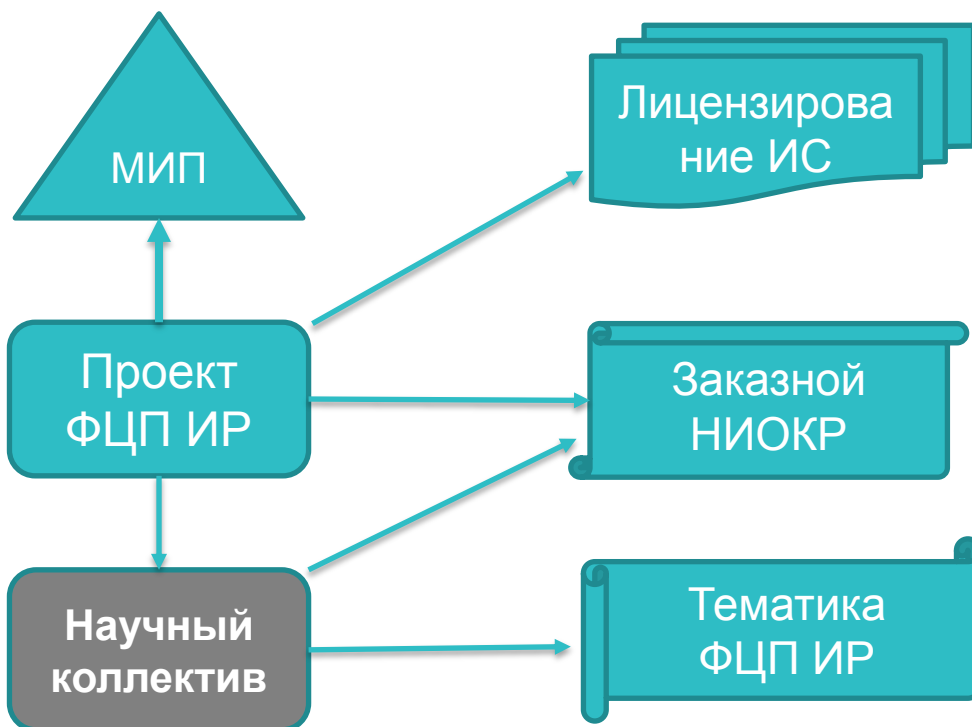 МИП
Лицензирова
ние ИС
Проект
ФЦП ИР
Заказной
НИОКР
Научный
коллектив
Тематика
ФЦП ИР